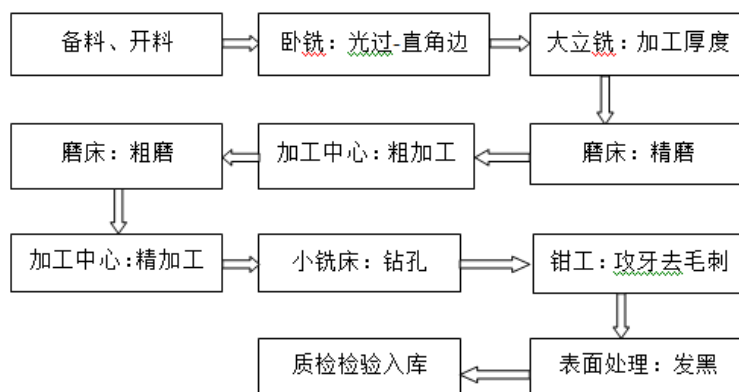 备料、开料
卧铣：光过-直角边
大立铣：加工厚度
磨床：精磨
加工中心：粗加工
磨床：粗磨
加工中心:精加工
小铣床：钻孔
钳工：攻牙去毛刺
表面处理：发黑
质检检验入库